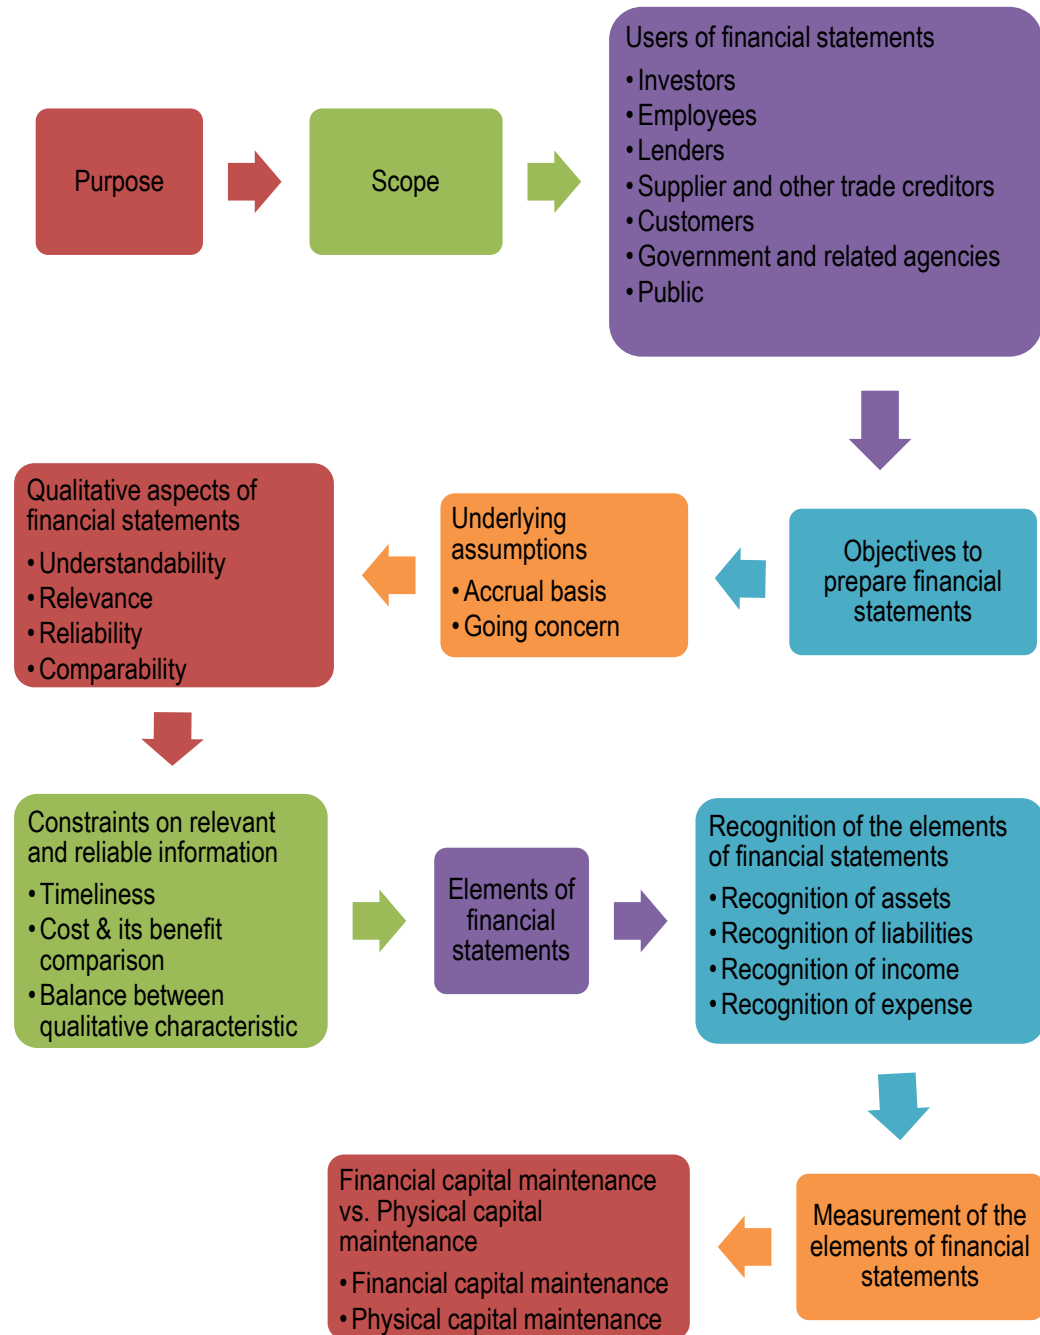 Purpose
Scope
Users of financial statements
• Investors
• Employees
• Lenders
• Supplier and other trade creditors
• Customers
• Government and related agencies
• Public
Objectives to
prepare financial
statements
Underlying
assumptions
• Accrual basis
• Going concern
Qualitative aspects of
financial statements
• Understandability
• Relevance
• Reliability
• Comparability
Constraints on relevant
and reliable information
• Timeliness
• Cost & its benefit
comparison
• Balance between
qualitative characteristic
Elements of
financial
statements
Recognition of the elements
of financial statements
• Recognition of assets
• Recognition of liabilities
• Recognition of income
• Recognition of expense
Measurement of the
elements of financial
statements
Financial capital maintenance
vs. Physical capital
maintenance
• Financial capital maintenance
• Physical capital maintenance